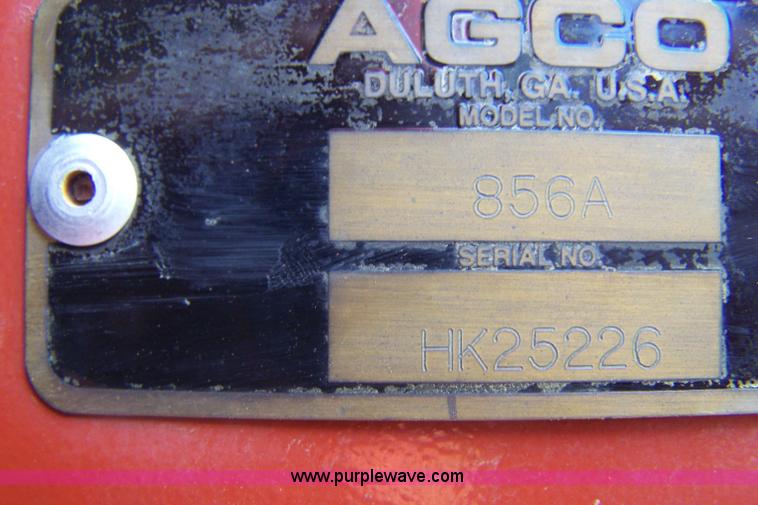 AGCO
DULUTH, GA. U.S.A.
MODEL NO.
856A
SERIAL NO.
HK25226
www.purplewave.com